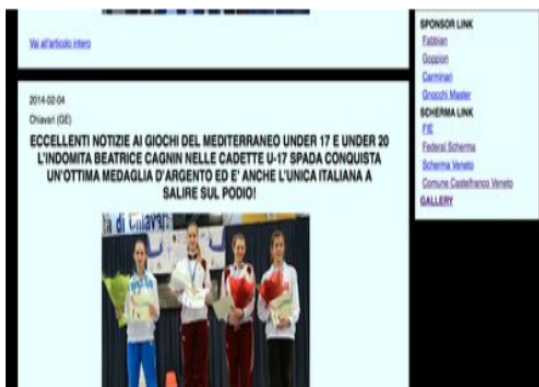 Vai all'articolo intero
2014-02-04
Chiavari (GE)
ECCELLENTI NOTIZIE AI GIOCHI DEL MEDITERRANEO UNDER 17 E UNDER 20
L'INDOMITA BEATRICE CAGNIN NELLE CADETTE U-17 SPADA CONQUISTA
UN'OTTIMA MEDAGLIA D'ARGENTO ED E' ANCHE L'UNICA ITALIANA A
SALIRE SUL PODIO!
di Chiavari
SPONSOR LINK
Fabbian
Goppion
Carminati
Gnocchi Master
SCHERMA LINK
FIE
Federal Scherma
Scherma Veneto
Comune Castelfranco Veneto
GALLERY